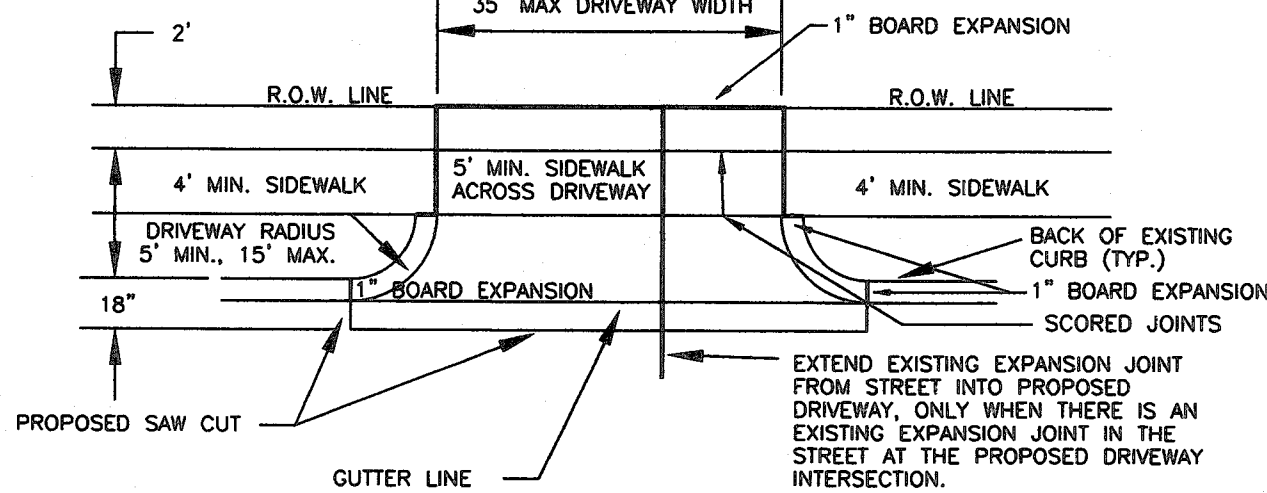 35' MAX DRIVEWAY WIDTH
2'
1" BOARD EXPANSION
R.O.W. LINE
R.O.W. LINE
4' MIN. SIDEWALK
5' MIN. SIDEWALK
ACROSS DRIVEWAY
4' MIN. SIDEWALK
DRIVEWAY RADIUS
5' MIN., 15' MAX.
BACK OF EXISTING
CURB (TYP.)
1" BOARD EXPANSION
1" BOARD EXPANSION
18"
SCORED JOINTS
EXTEND EXISTING EXPANSION JOINT
FROM STREET INTO PROPOSED
DRIVEWAY, ONLY WHEN THERE IS AN
EXISTING EXPANSION JOINT IN THE
STREET AT THE PROPOSED DRIVEWAY
INTERSECTION.
PROPOSED SAW CUT
GUTTER LINE